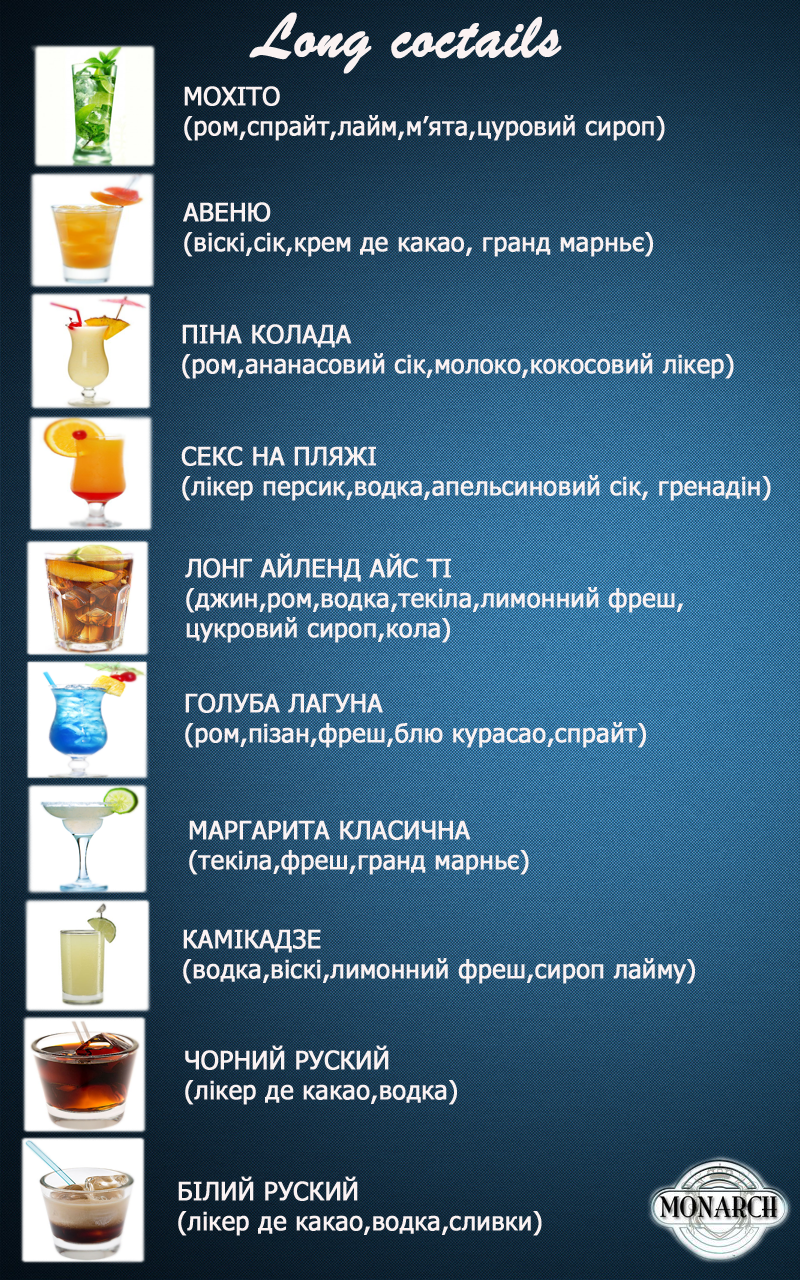 Long coctails
МОХІТО
(ром,спрайт,лайм,м’ята,цуровий сироп)
АВЕНЮ
(віскі,сік,крем де какао, гранд марньє)
ПІНА КОЛАДА
(ром,ананасовий сік,молоко,кокосовий лікер)
СЕКС НА ПЛЯЖІ
(лікер персик,водка,апельсиновий сік, гренадін)
ЛОНГ АЙЛЕНД АЙС ТІ
(джин,ром,водка,текіла,лимонний фреш,
цукровий сироп,кола)
ГОЛУБА ЛАГУНА
(ром,пізан,фреш,блю курасао,спрайт)
МАРГАРИТА КЛАСИЧНА
(текіла,фреш,гранд марньє)
КАМІКАДЗЕ
(водка,віскі,лимонний фреш,сироп лайму)
ЧОРНИЙ РУСКИЙ
(лікер де какао,водка)
БІЛИЙ РУСКИЙ
(лікер де какао,водка,сливки)
MONARCH